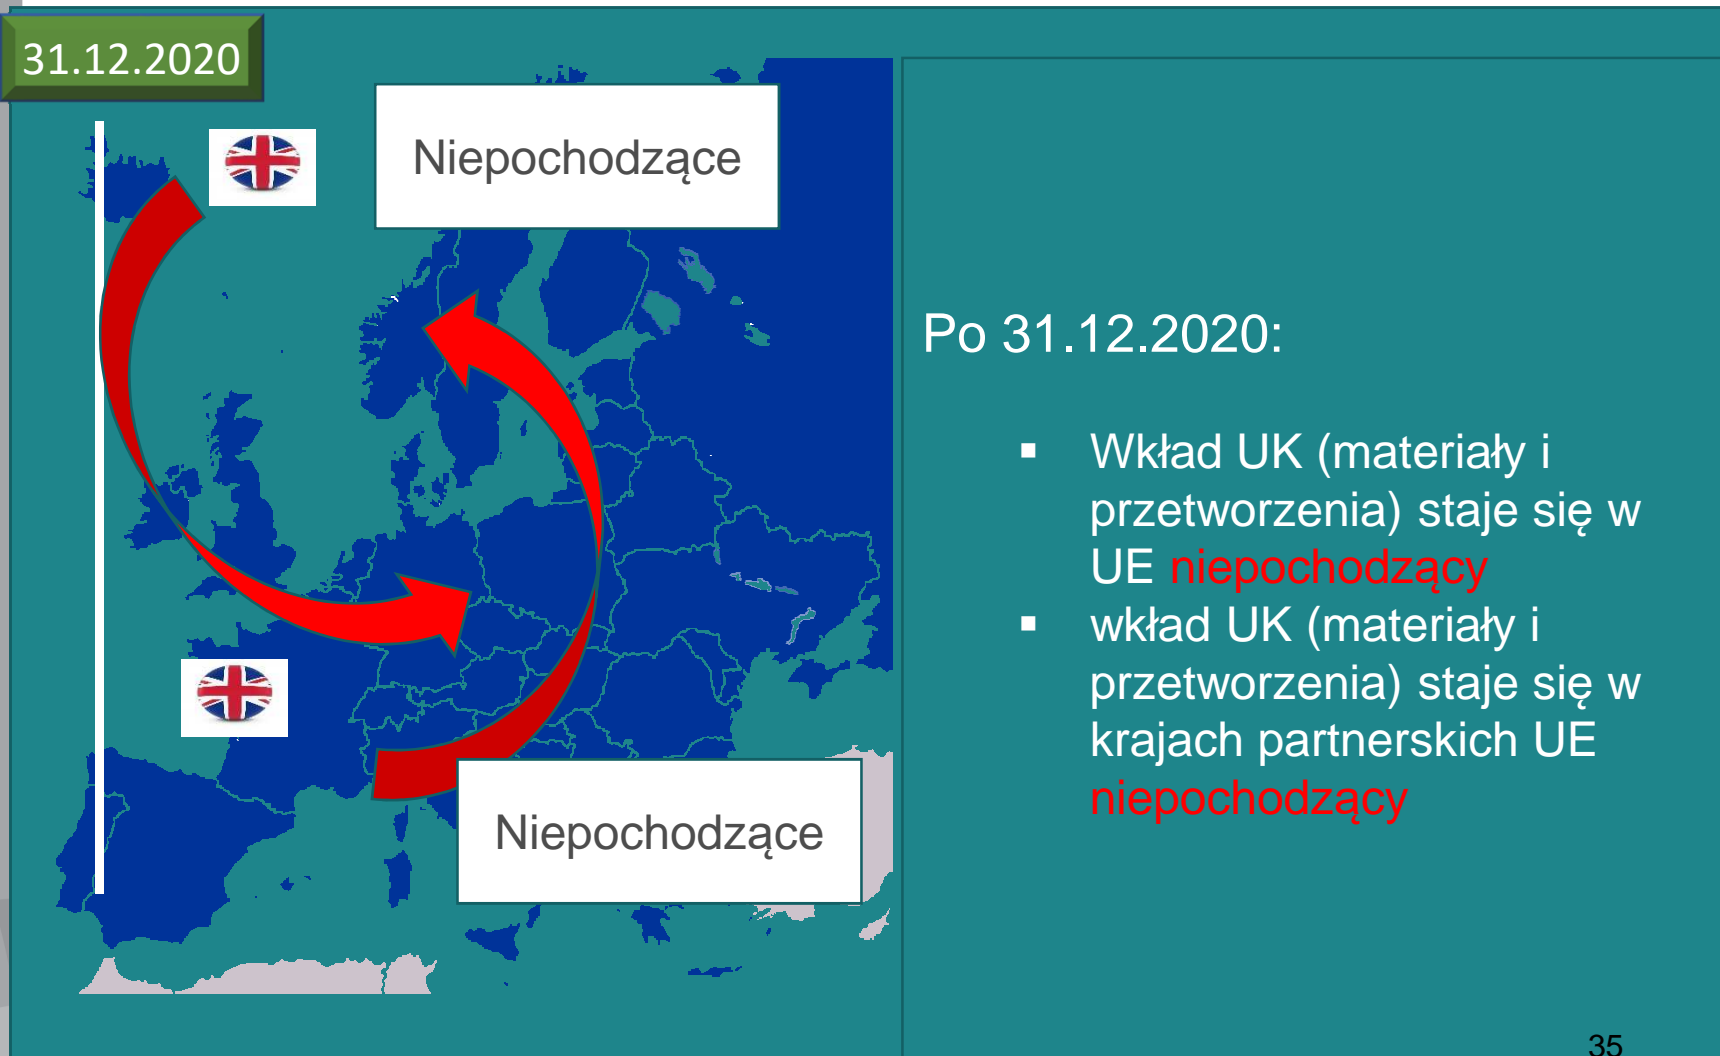 31.12.2020
Niepochodzące
Niepochodzące
Po 31.12.2020:
▪ Wkład UK (materiały i
przetworzenia) staje się w
UE niepochodzący
▪ wkład UK (materiały i
przetworzenia) staje się w
krajach partnerskich UE
niepochodzący
35